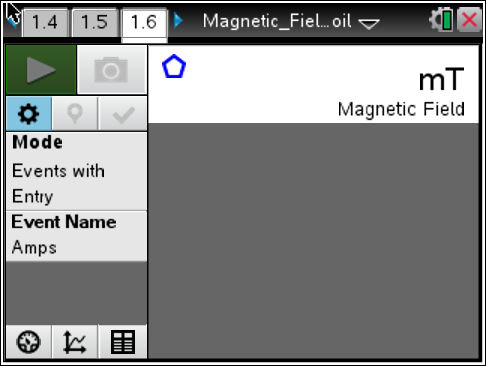 1.4 1.5 1.6 Magnetic_Fiel...oil
mT
Magnetic Field
Mode
Events with
Entry
Event Name
Amps